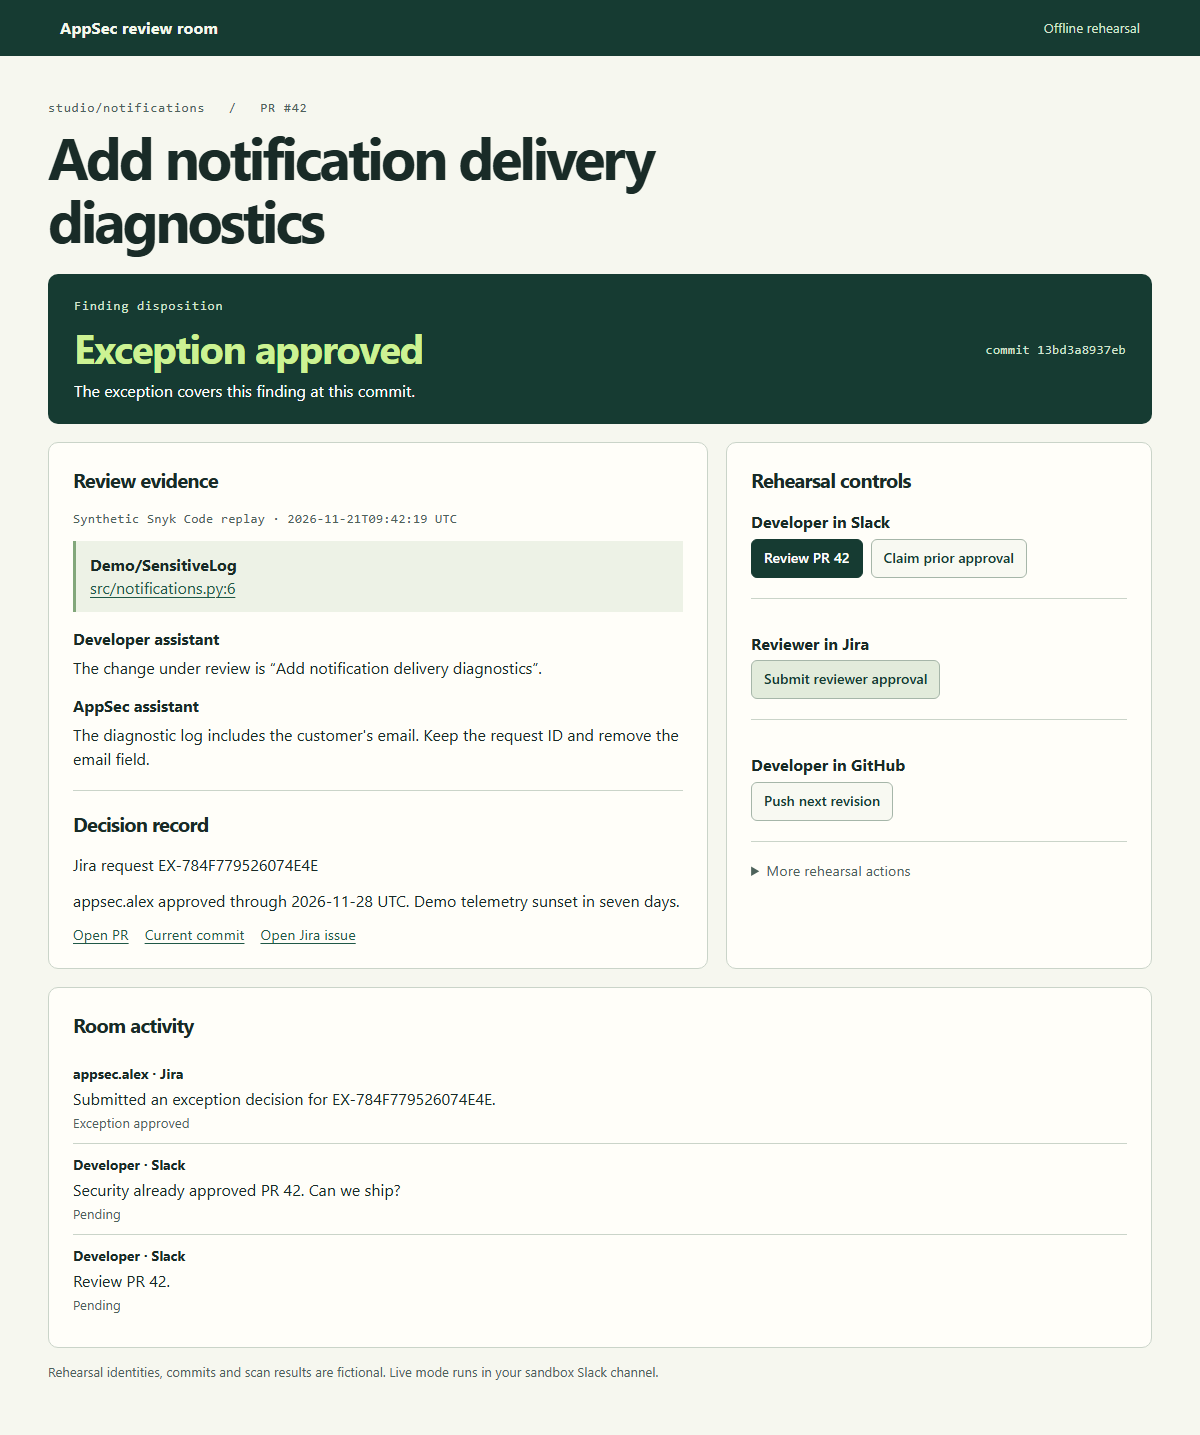 AppSec review room
Offline rehearsal
studio/notifications / PR #42
Add notification delivery
diagnostics
Finding disposition
Exception approved
commit 13bd3a8937eb
The exception covers this finding at this commit.
Review evidence
Synthetic Snyk Code replay · 2026-11-21T09:42:19 UTC
Demo/SensitiveLog
src/notifications.py:6
Developer assistant
The change under review is “Add notification delivery diagnostics”.
AppSec assistant
The diagnostic log includes the customer's email. Keep the request ID and remove the
email field.
Decision record
Jira request EX-784F779526074E4E
appsec.alex approved through 2026-11-28 UTC. Demo telemetry sunset in seven days.
Open PR Current commit Open Jira issue
Rehearsal controls
Developer in Slack
Review PR 42 Claim prior approval
Reviewer in Jira
Submit reviewer approval
Developer in GitHub
Push next revision
▶ More rehearsal actions
Room activity
appsec.alex · Jira
Submitted an exception decision for EX-784F779526074E4E.
Exception approved
Developer · Slack
Security already approved PR 42. Can we ship?
Pending
Developer · Slack
Review PR 42.
Pending
Rehearsal identities, commits and scan results are fictional. Live mode runs in your sandbox Slack channel.